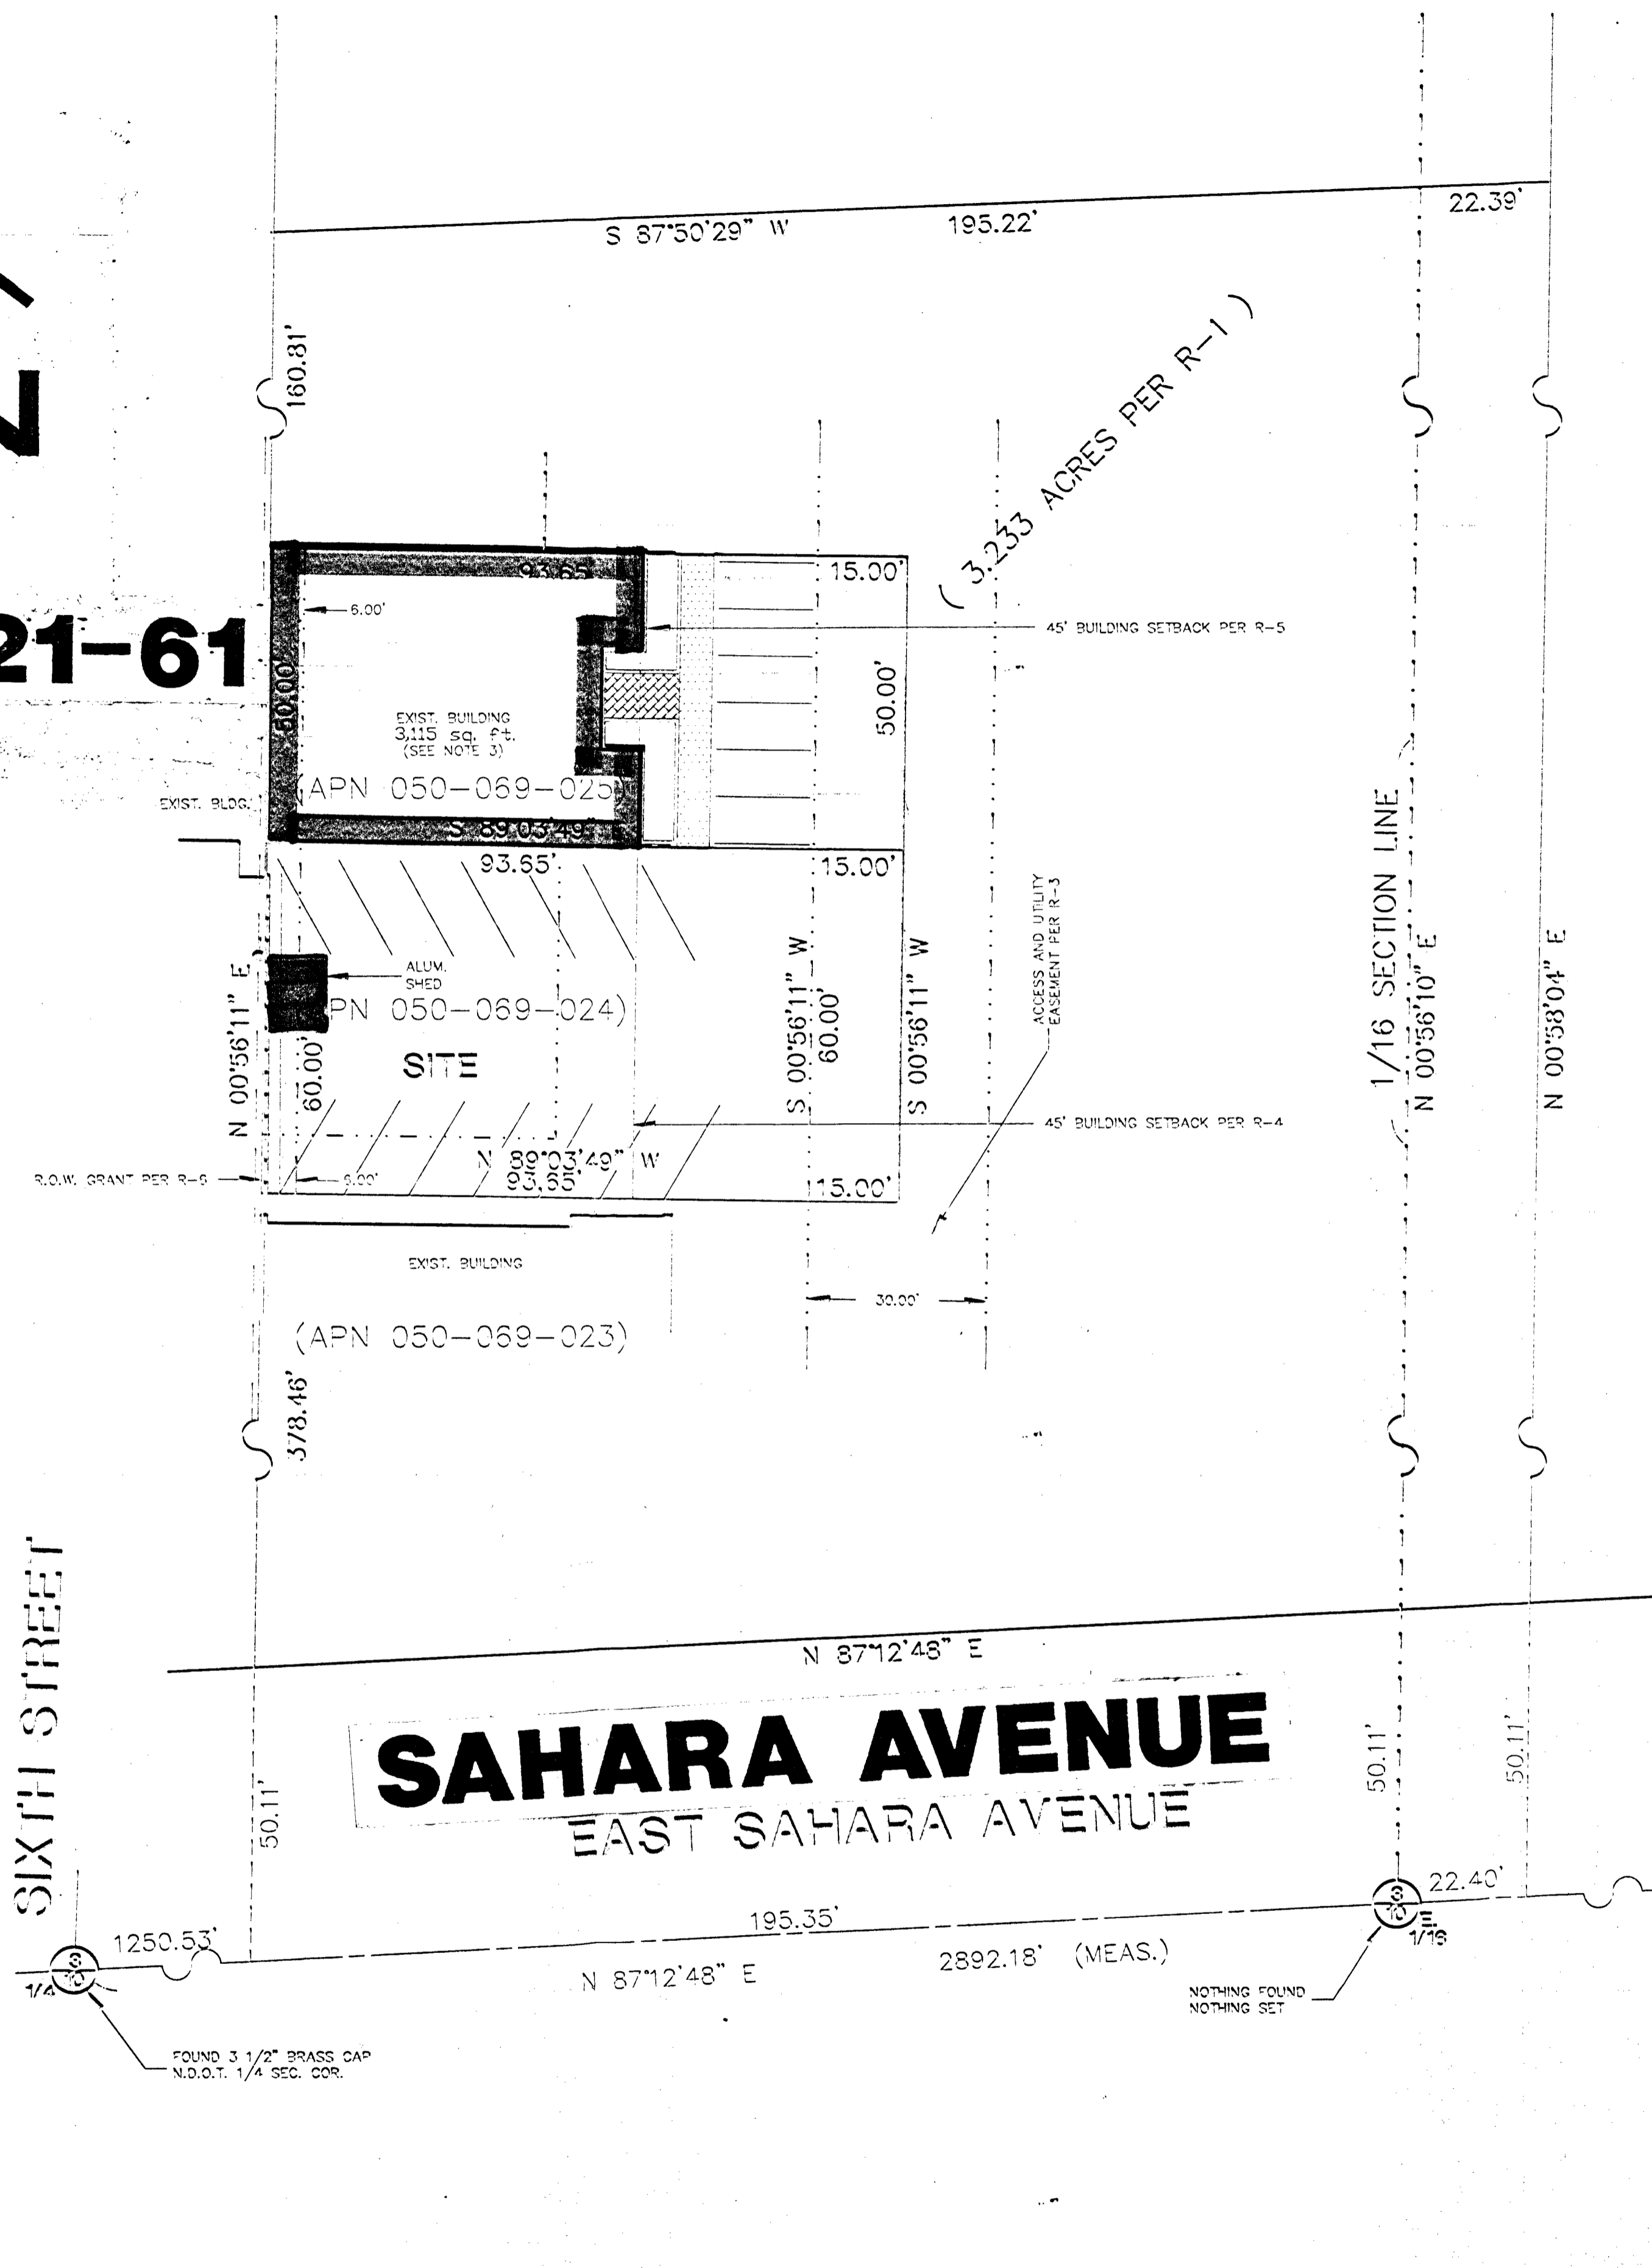 22.39'
S 87°50'29" W 195.22'
160.81'
( 3.233 ACRES PER R-1 )
93.65'
15.00'
6.00'
45' BUILDING SETBACK PER R-5
21-61
50.00'
50.00'
EXIST. BUILDING
3,115 sq. ft.
(SEE NOTE 3)
(APN 050-069-025)
EXIST. BLDG.
S 89°03'49"
93.65'
15.00'
ACCESS AND UTILITY
EASEMENT PER R-3
1/16 SECTION LINE
N 00°56'10" E
N 00°58'04" E
N 00°56'11" E
60.00'
ALUM.
SHED
PN 050-069-024)
SITE
S 00°56'11" W
60.00'
S 00°56'11" W
45' BUILDING SETBACK PER R-4
N 89°03'49" W
93.65'
15.00'
R.O.W. GRANT PER R-6
6.00'
EXIST. BUILDING
30.00'
(APN 050-069-023)
378.46'
SIXTH STREET
N 87°12'48" E
SAHARA AVENUE
EAST SAHARA AVENUE
50.11'
50.11'
50.11'
22.40'
195.35'
1250.53'
N 87°12'48" E
2892.18' (MEAS.)
E.
1/16
1/4
NOTHING FOUND
NOTHING SET
FOUND 3 1/2" BRASS CAP
N.D.O.T. 1/4 SEC. COR.